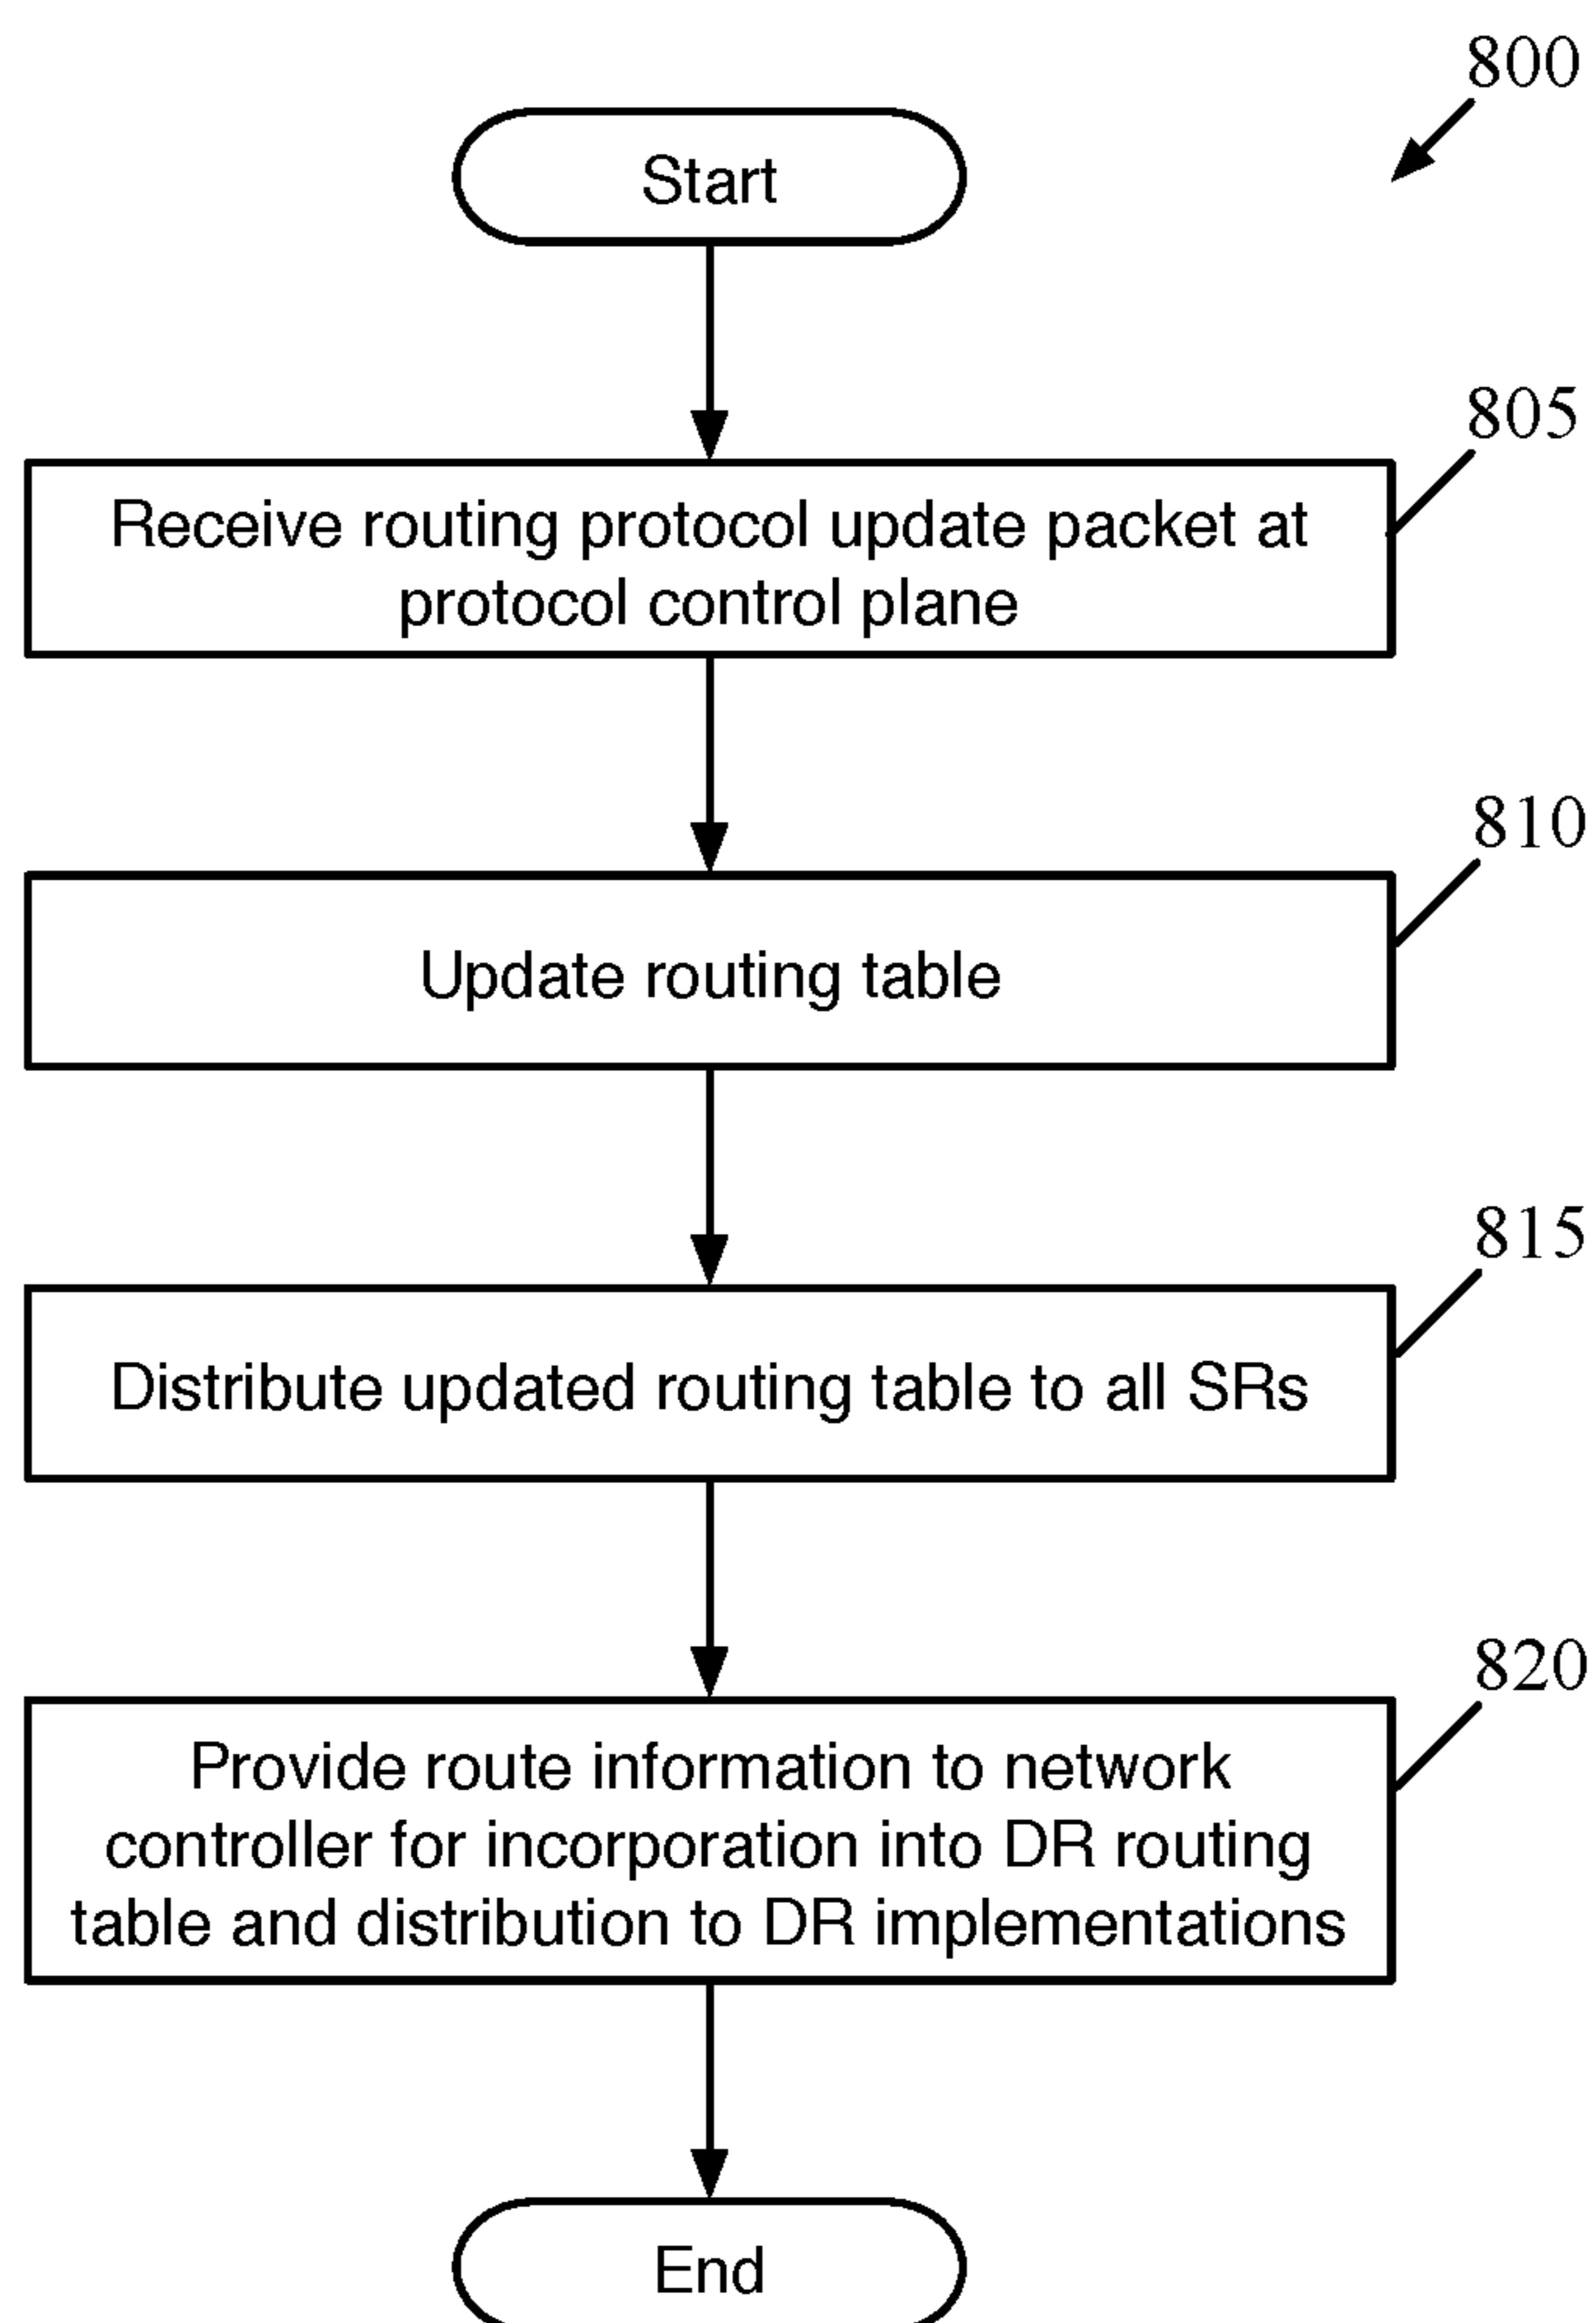 800
Start
805
Receive routing protocol update packet at
protocol control plane
810
Update routing table
815
Distribute updated routing table to all SRs
820
Provide route information to network
controller for incorporation into DR routing
table and distribution to DR implementations
End